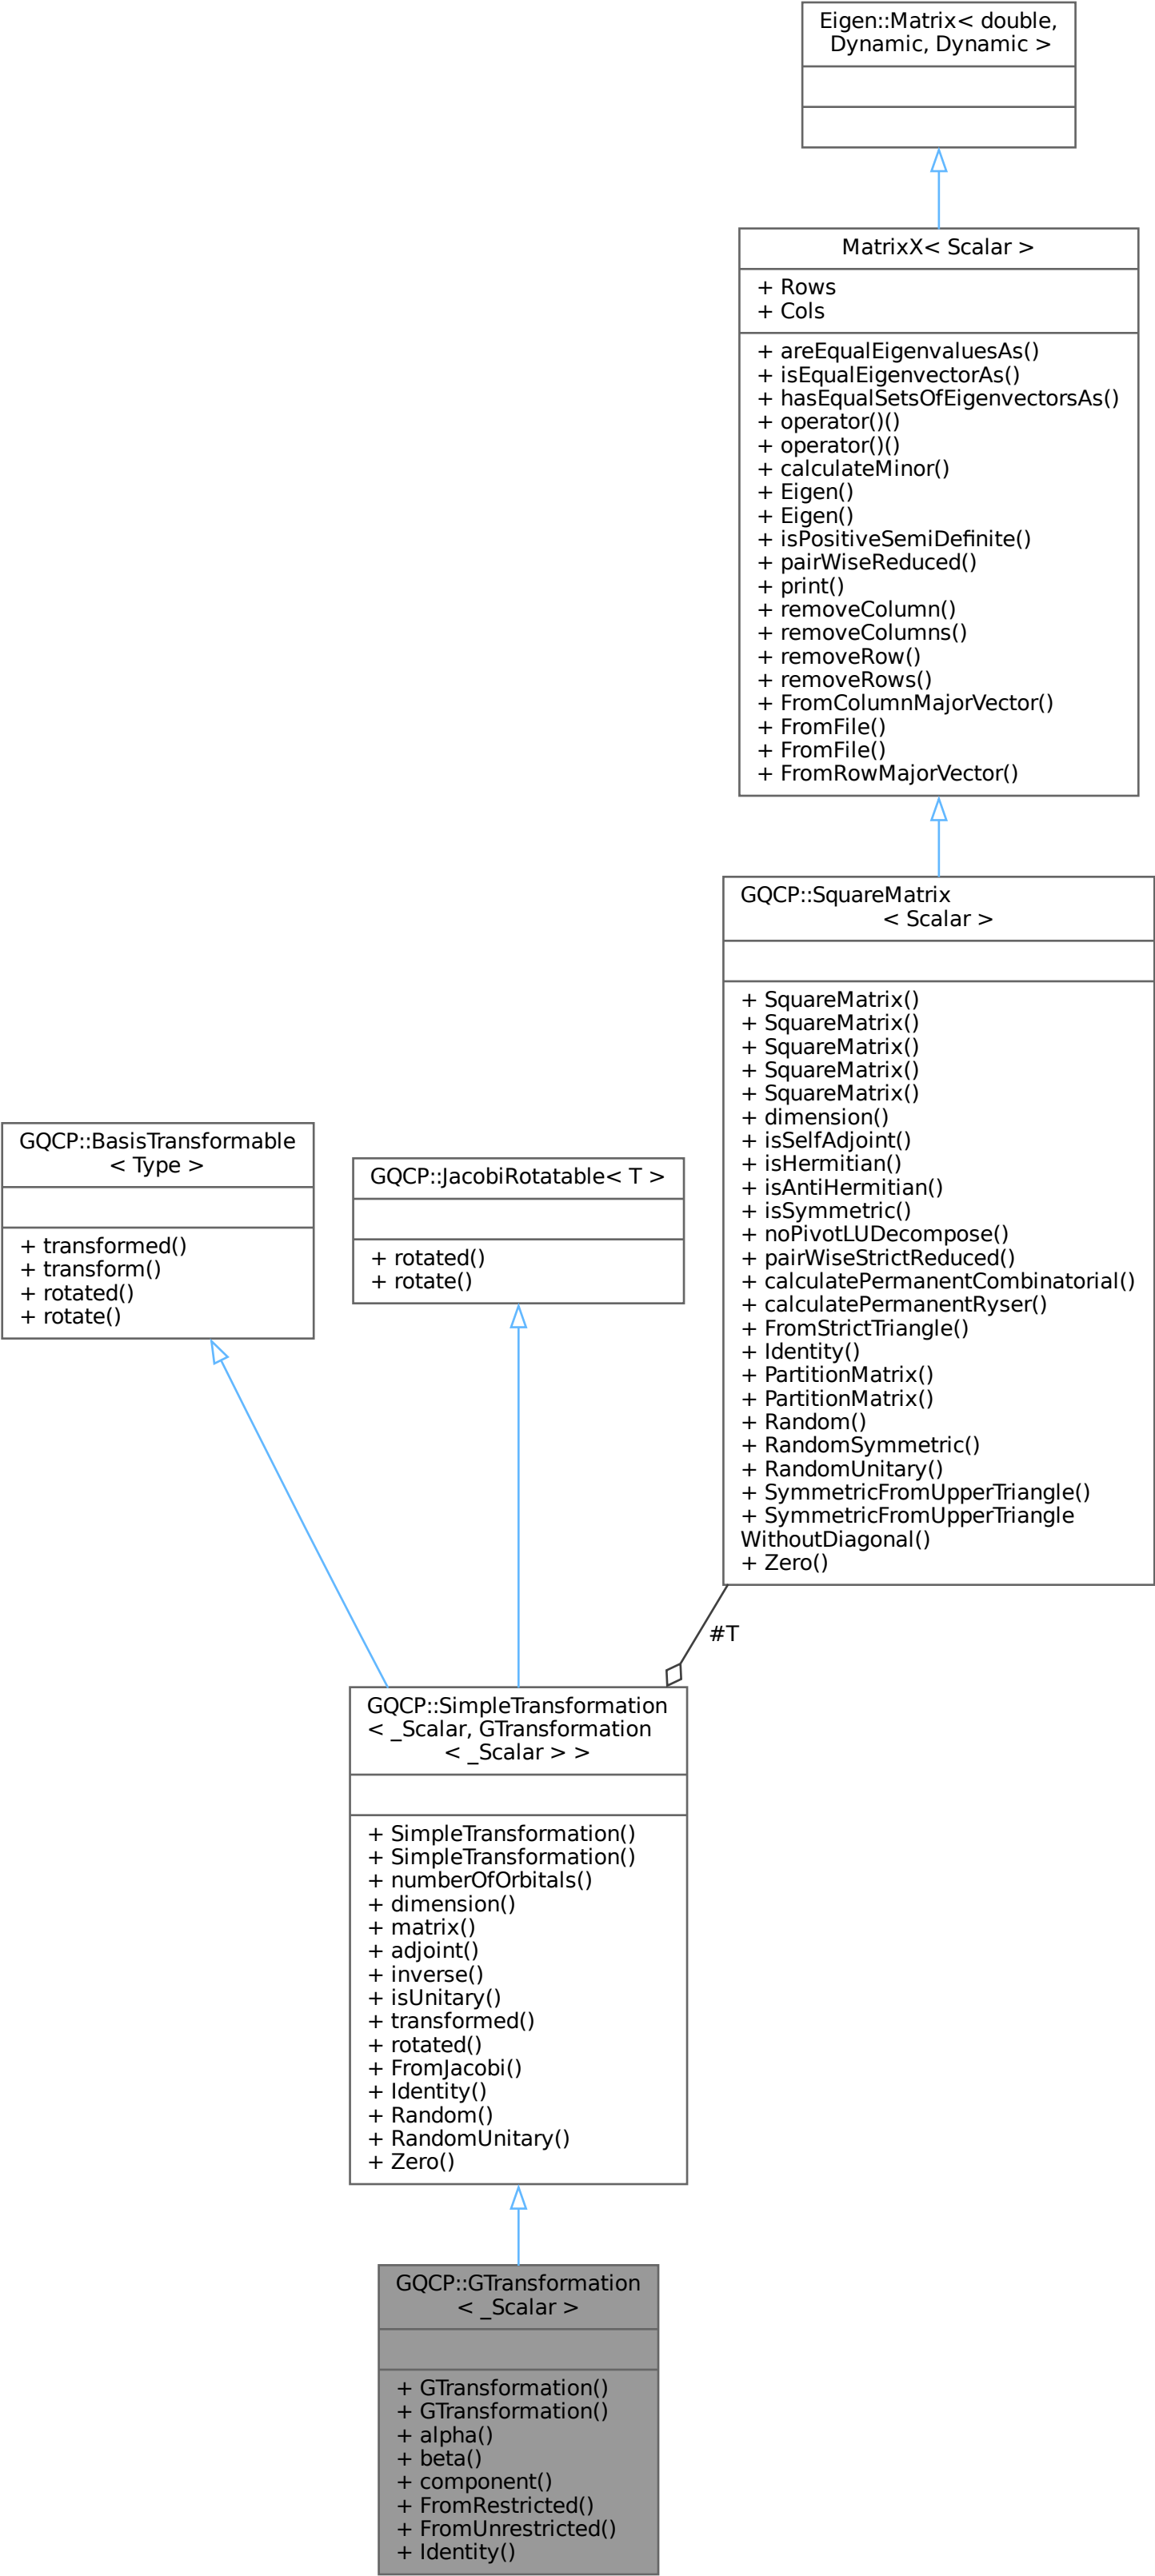 Eigen::Matrix< double,
Dynamic, Dynamic >
MatrixX< Scalar >
+ Rows
+ Cols
+ areEqualEigenvaluesAs()
+ isEqualEigenvectorAs()
+ hasEqualSetsOfEigenvectorsAs()
+ operator()()
+ operator()()
+ calculateMinor()
+ Eigen()
+ Eigen()
+ isPositiveSemiDefinite()
+ pairWiseReduced()
+ print()
+ removeColumn()
+ removeColumns()
+ removeRow()
+ removeRows()
+ FromColumnMajorVector()
+ FromFile()
+ FromFile()
+ FromRowMajorVector()
GQCP::SquareMatrix
< Scalar >
+ SquareMatrix()
+ SquareMatrix()
+ SquareMatrix()
+ SquareMatrix()
+ SquareMatrix()
+ dimension()
+ isSelfAdjoint()
+ isHermitian()
+ isAntiHermitian()
+ isSymmetric()
+ noPivotLUDecompose()
+ pairWiseStrictReduced()
+ calculatePermanentCombinatorial()
+ calculatePermanentRyser()
+ FromStrictTriangle()
+ Identity()
+ PartitionMatrix()
+ PartitionMatrix()
+ Random()
+ RandomSymmetric()
+ RandomUnitary()
+ SymmetricFromUpperTriangle()
+ SymmetricFromUpperTriangle
WithoutDiagonal()
+ Zero()
GQCP::BasisTransformable
< Type >
+ transformed()
+ transform()
+ rotated()
+ rotate()
GQCP::JacobiRotatable< T >
+ rotated()
+ rotate()
#T
GQCP::SimpleTransformation
< _Scalar, GTransformation
< _Scalar > >
+ SimpleTransformation()
+ SimpleTransformation()
+ numberOfOrbitals()
+ dimension()
+ matrix()
+ adjoint()
+ inverse()
+ isUnitary()
+ transformed()
+ rotated()
+ FromJacobi()
+ Identity()
+ Random()
+ RandomUnitary()
+ Zero()
GQCP::GTransformation
< _Scalar >
+ GTransformation()
+ GTransformation()
+ alpha()
+ beta()
+ component()
+ FromRestricted()
+ FromUnrestricted()
+ Identity()